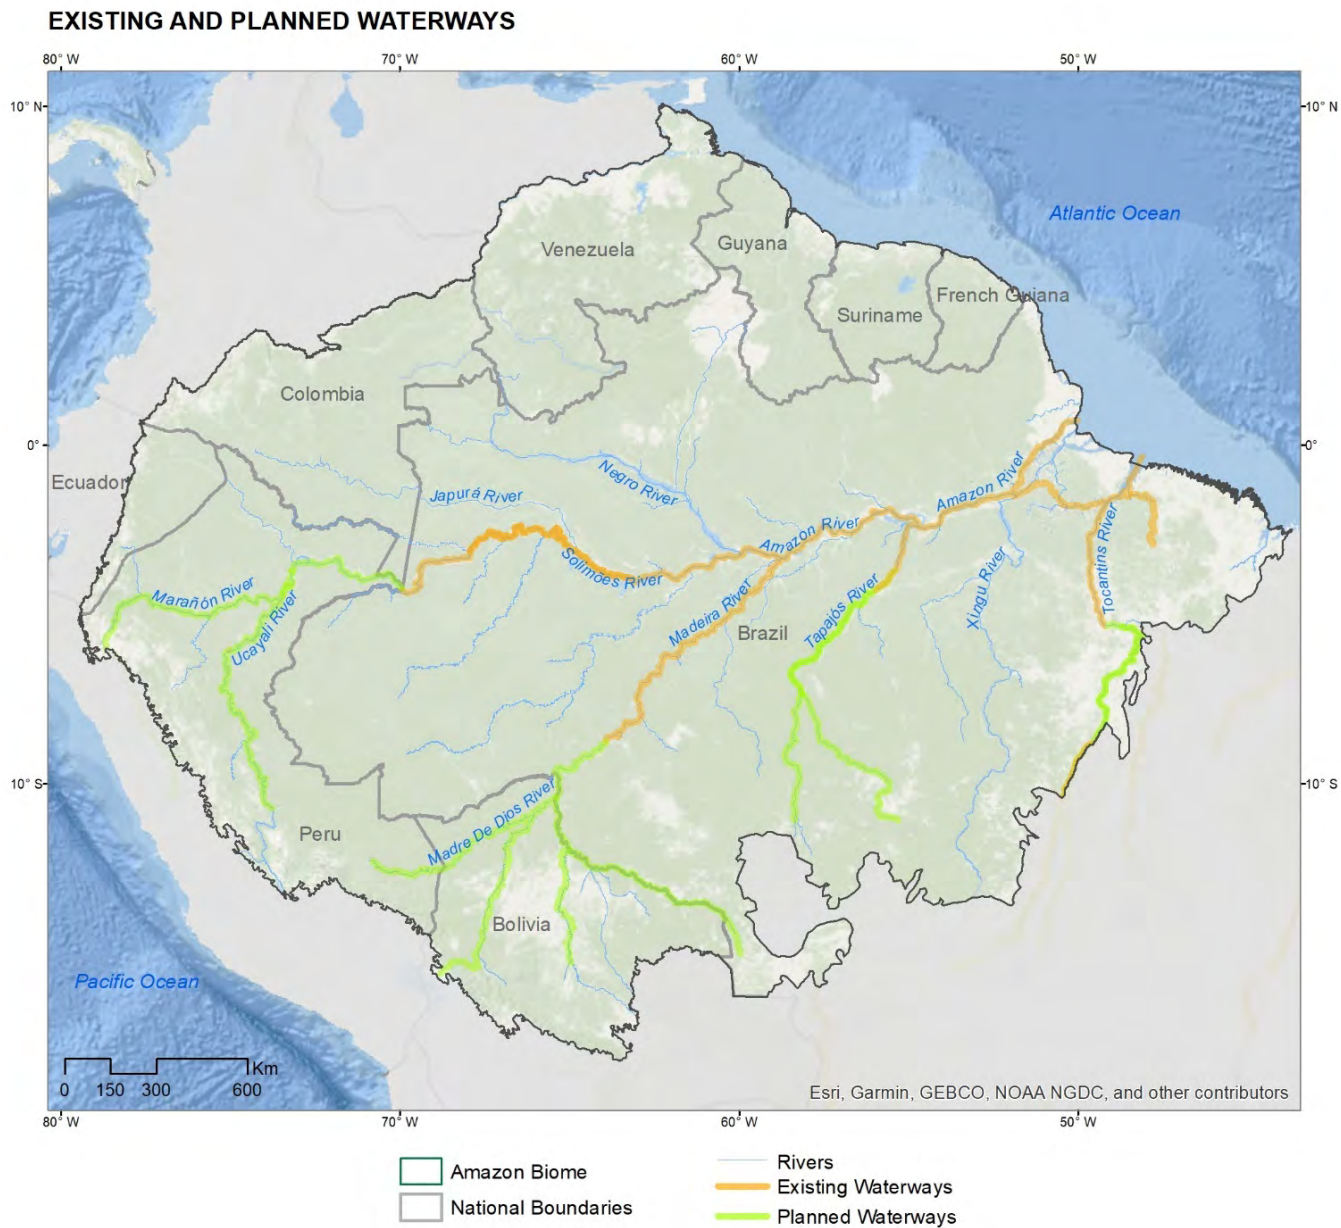 EXISTING AND PLANNED WATERWAYS
80° W
70° W
60° W
50° W
10° N
10° N
Atlantic Ocean
Venezuela
Guyana
French Guiana
Suriname
Colombia
0°
0°
Ecuador
Negro River
Japurá River
Amazon River
Amazon River
Solimões River
Tocantins River
Marañón River
Ucayali River
Madeira River
Tapajós River
Xingu River
Brazil
10° S
10° S
Madre De Dios River
Peru
Bolivia
Pacific Ocean
Km
0 150 300 600
Esri, Garmin, GEBCO, NOAA NGDC, and other contributors
80° W
70° W
60° W
50° W
Amazon Biome
National Boundaries
Rivers
Existing Waterways
Planned Waterways